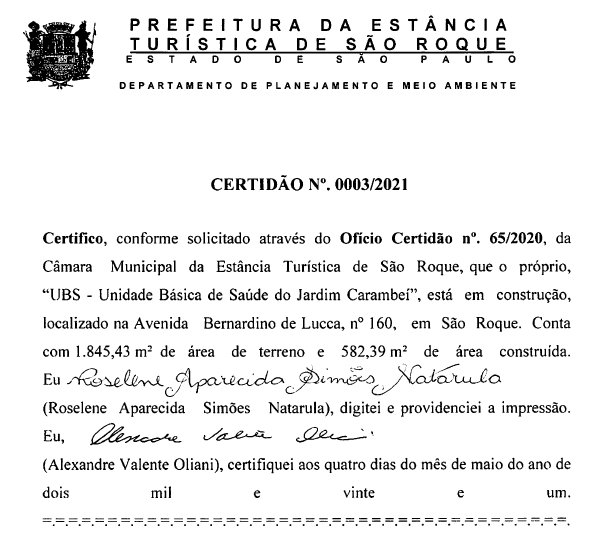 PREFEITURA DA ESTÂNCIA
TURÍSTICA DE SÃO ROQUE
ESTADO DE SÃO PAULO
DEPARTAMENTO DE PLANEJAMENTO E MEIO AMBIENTE
CERTIDÃO Nº. 0003/2021
Certifico, conforme solicitado através do Ofício Certidão nº. 65/2020, da
Câmara Municipal da Estância Turística de São Roque, que o próprio,
“UBS - Unidade Básica de Saúde do Jardim Carambeí”, está em construção,
localizado na Avenida Bernardino de Lucca, nº 160, em São Roque. Conta
com 1.845,43 m² de área de terreno e 582,39 m² de área construída.
Eu Roselene Aparecida Simões Natarula
(Roselene Aparecida Simões Natarula), digitei e providenciei a impressão.
Eu,
(Alexandre Valente Oliani), certifiquei aos quatro dias do mês de maio do ano de
dois mil e vinte e um.
=.=.=.=.=.=.=.=.=.=.=.=.=.=.=.=.=.=.=.=.=.=.=.=.=.=.=.=.=.=.=.=.